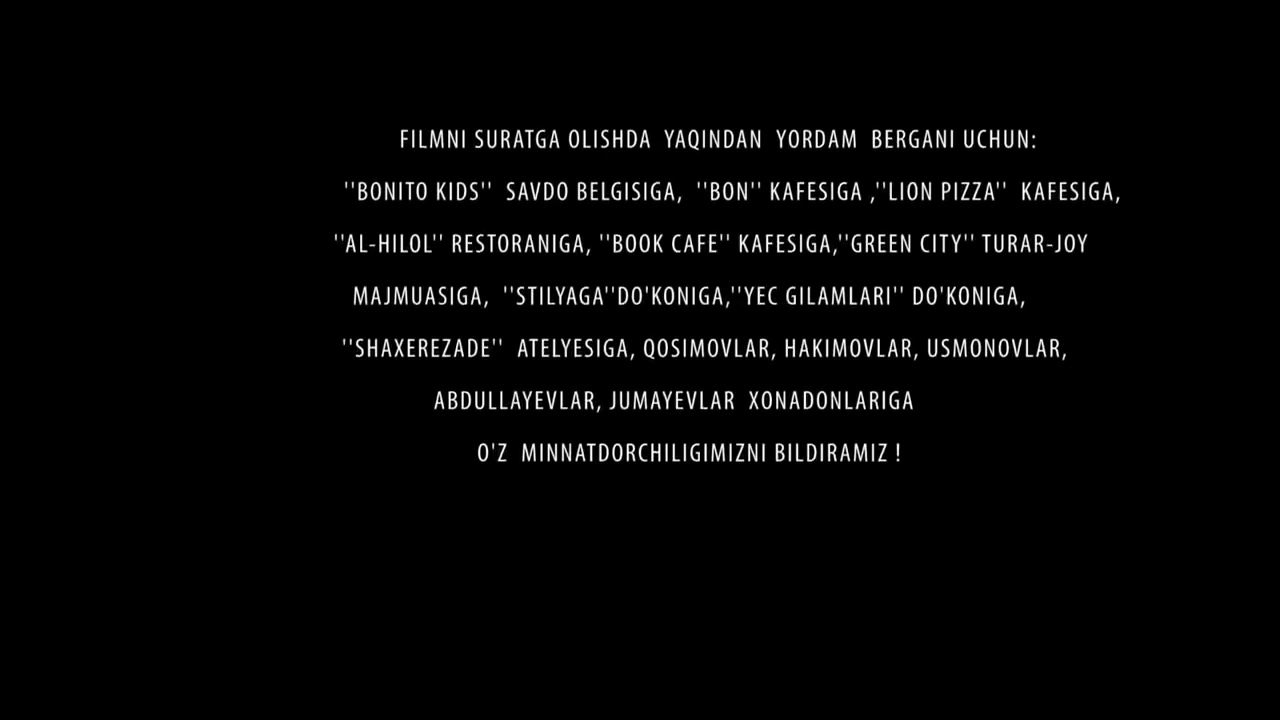 FILMNI SURATGA OLISHDA YAQINDAN YORDAM BERGANI UCHUN:
''BONITO KIDS'' SAVDO BELGISIGA, ''BON'' KAFESIGA ,''LION PIZZA'' KAFESIGA,
''AL-HILOL'' RESTORANIGA, ''BOOK CAFE'' KAFESIGA,''GREEN CITY'' TURAR-JOY
MAJMUASIGA, ''STILYAGA''DO'KONIGA,''YEC GILAMLARI'' DO'KONIGA,
''SHAXEREZADE'' ATELYESIGA, QOSIMOVLAR, HAKIMOVLAR, USMONOVLAR,
ABDULLAYEVLAR, JUMAYEVLAR XONADONLARIGA
O'Z MINNATDORCHILIGIMIZNI BILDIRAMIZ !